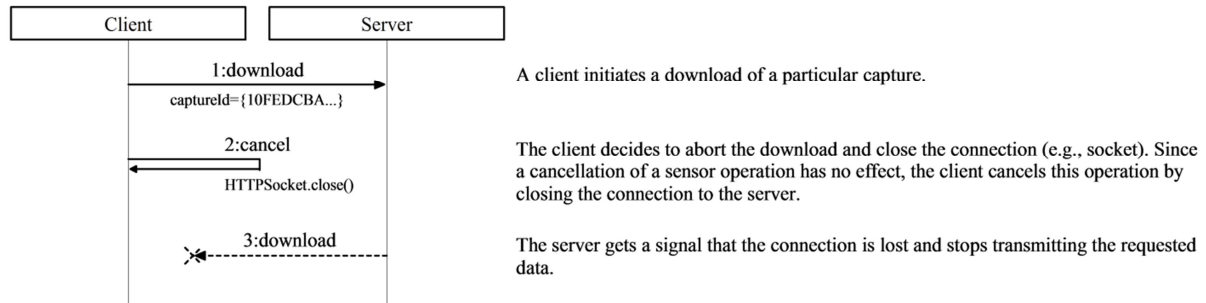 Client
Server
1:download
captureId={10FEDCBA...}
A client initiates a download of a particular capture.
2:cancel
HTTPSocket.close()
The client decides to abort the download and close the connection (e.g., socket). Since
a cancellation of a sensor operation has no effect, the client cancels this operation by
closing the connection to the server.
3:download
The server gets a signal that the connection is lost and stops transmitting the requested
data.